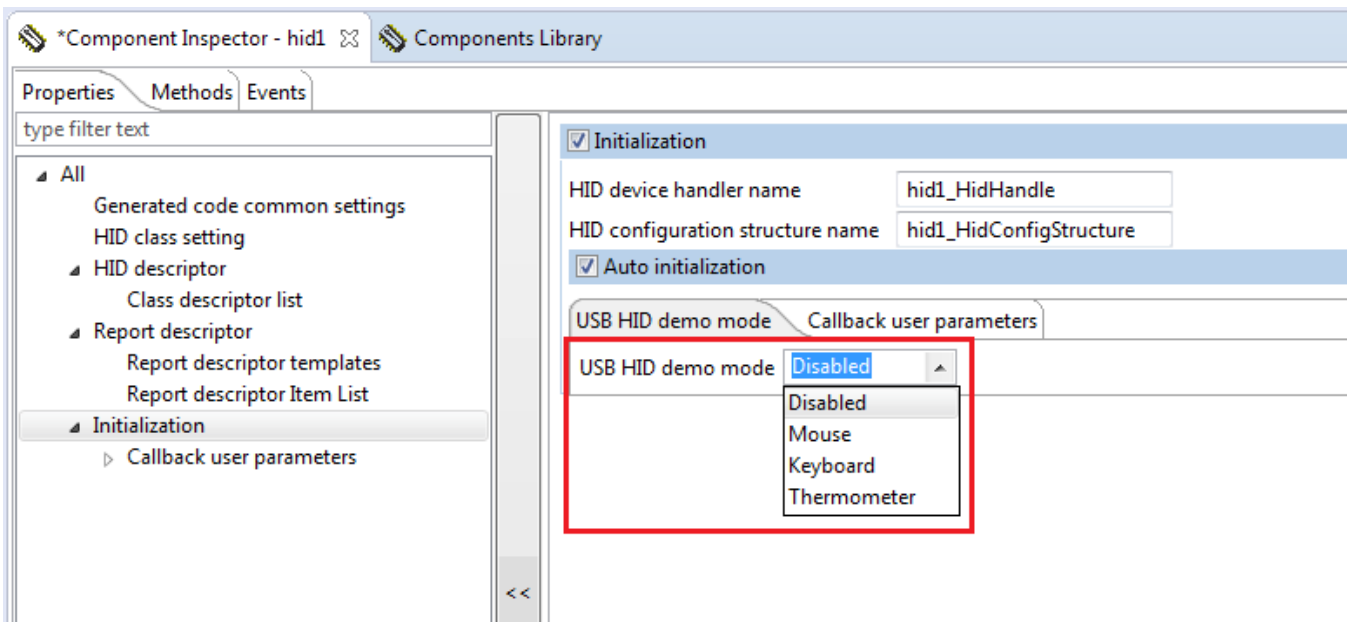 *Component Inspector - hid1
Components Library
Properties
Methods
Events
type filter text
All
Generated code common settings
HID class setting
HID descriptor
Class descriptor list
Report descriptor
Report descriptor templates
Report descriptor Item List
Initialization
Callback user parameters
<<
Initialization
HID device handler name hid1_HidHandle
HID configuration structure name hid1_HidConfigStructure
Auto initialization
USB HID demo mode
Callback user parameters
USB HID demo mode Disabled
Disabled
Mouse
Keyboard
Thermometer